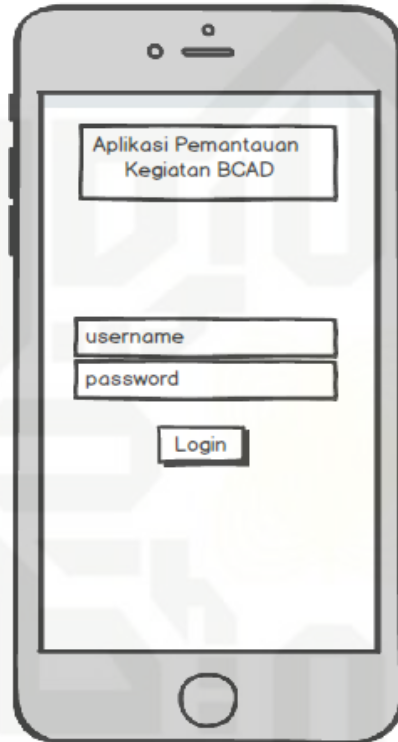 Aplikasi Pemantauan
Kegiatan BCAD
username
password
Login